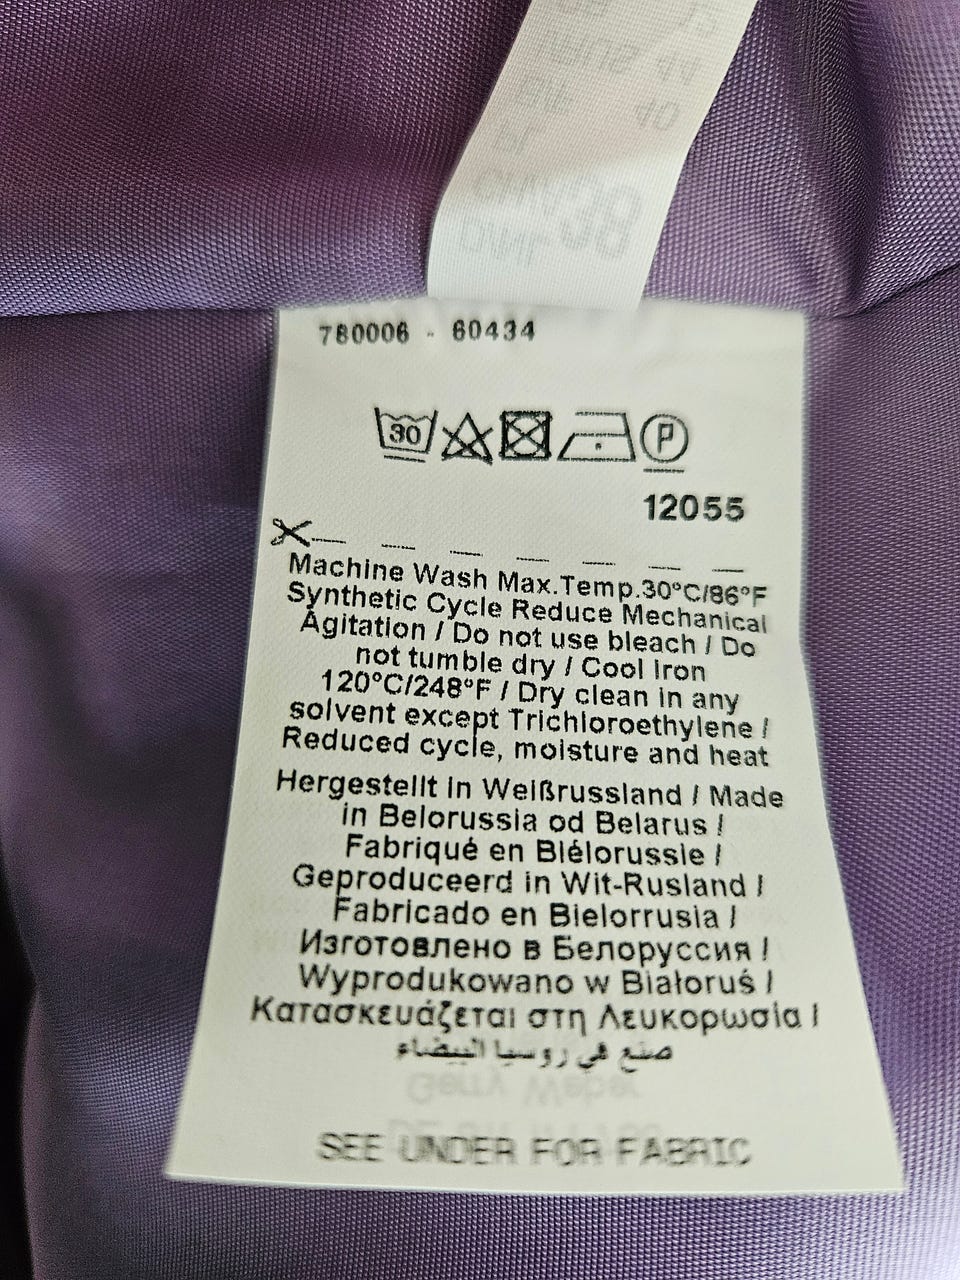 780006 - 60434
30
P
12055
Machine Wash Max.Temp.30°C/86°F
Synthetic Cycle Reduce Mechanical
Agitation / Do not use bleach / Do
not tumble dry / Cool Iron
120°C/248°F / Dry clean in any
solvent except Trichloroethylene /
Reduced cycle, moisture and heat
Hergestellt in Weißrussland / Made
in Belorussia od Belarus /
Fabriqué en Biélorussie /
Geproduceerd in Wit-Rusland /
Fabricado en Bielorrusia /
Изготовлено в Белоруссия /
Wyprodukowano w Białoruś /
Κατασκευάζεται στη Λευκορωσία /
صنع في روسيا البيضاء
Gerry Weber
SEE UNDER FOR FABRIC